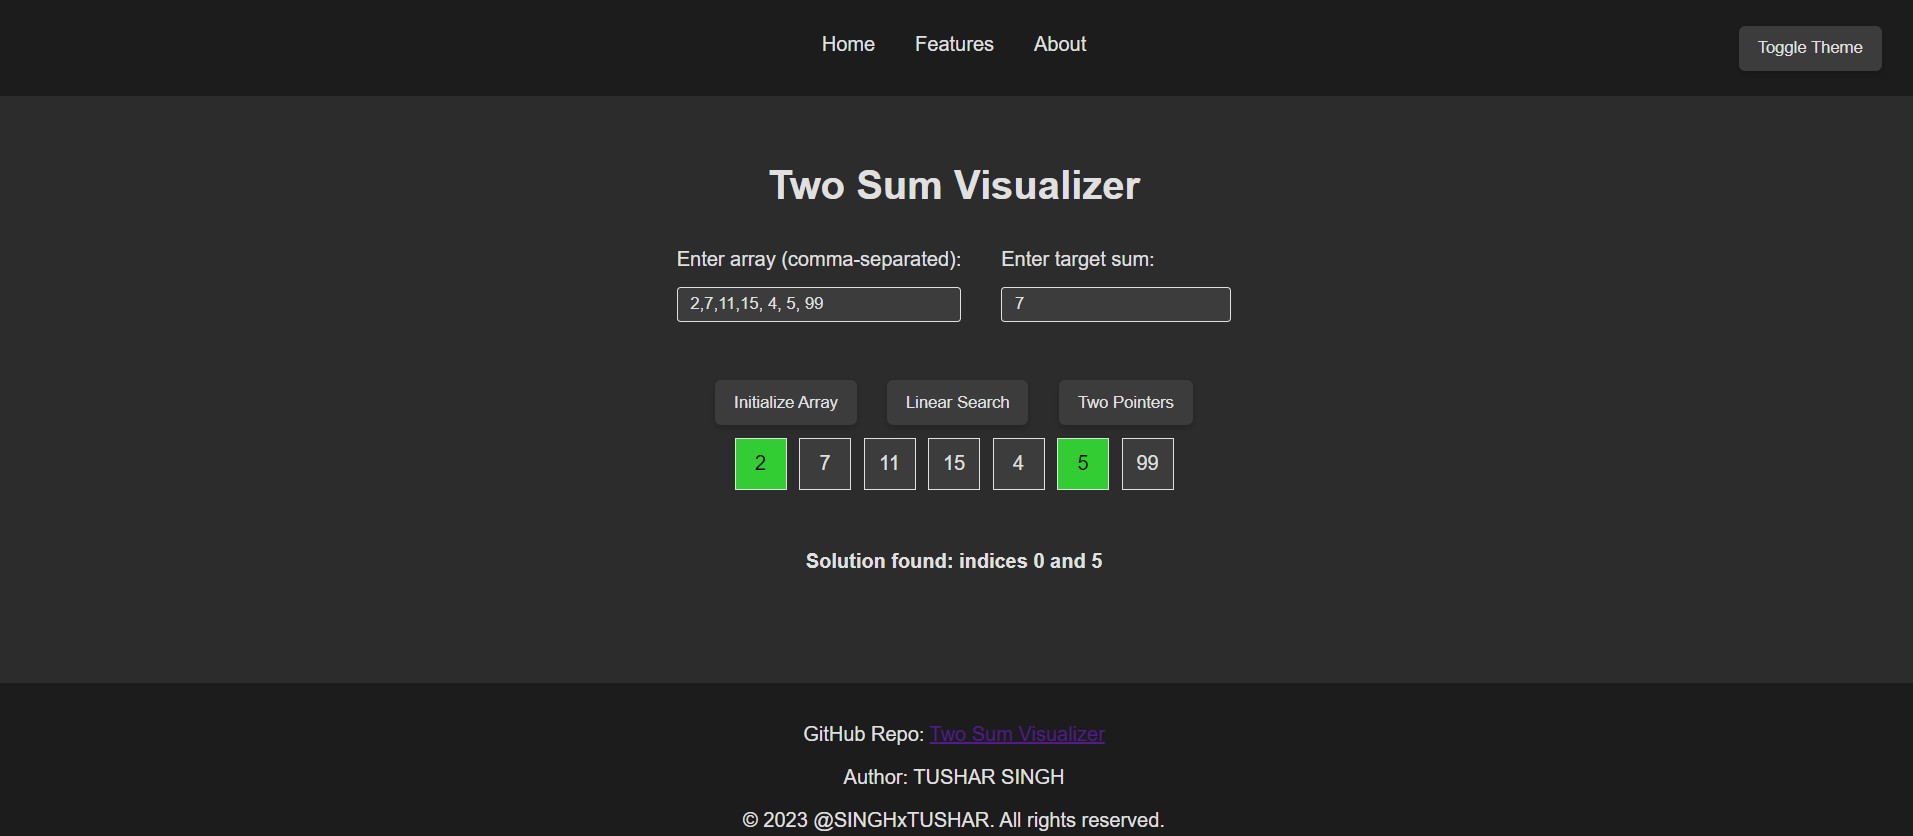 Home Features About Toggle Theme
Two Sum Visualizer
Enter array (comma-separated): Enter target sum:
2,7,11,15, 4, 5, 99 7
Initialize Array Linear Search Two Pointers
2 7 11 15 4 5 99
Solution found: indices 0 and 5
GitHub Repo: Two Sum Visualizer
Author: TUSHAR SINGH
© 2023 @SINGHxTUSHAR. All rights reserved.